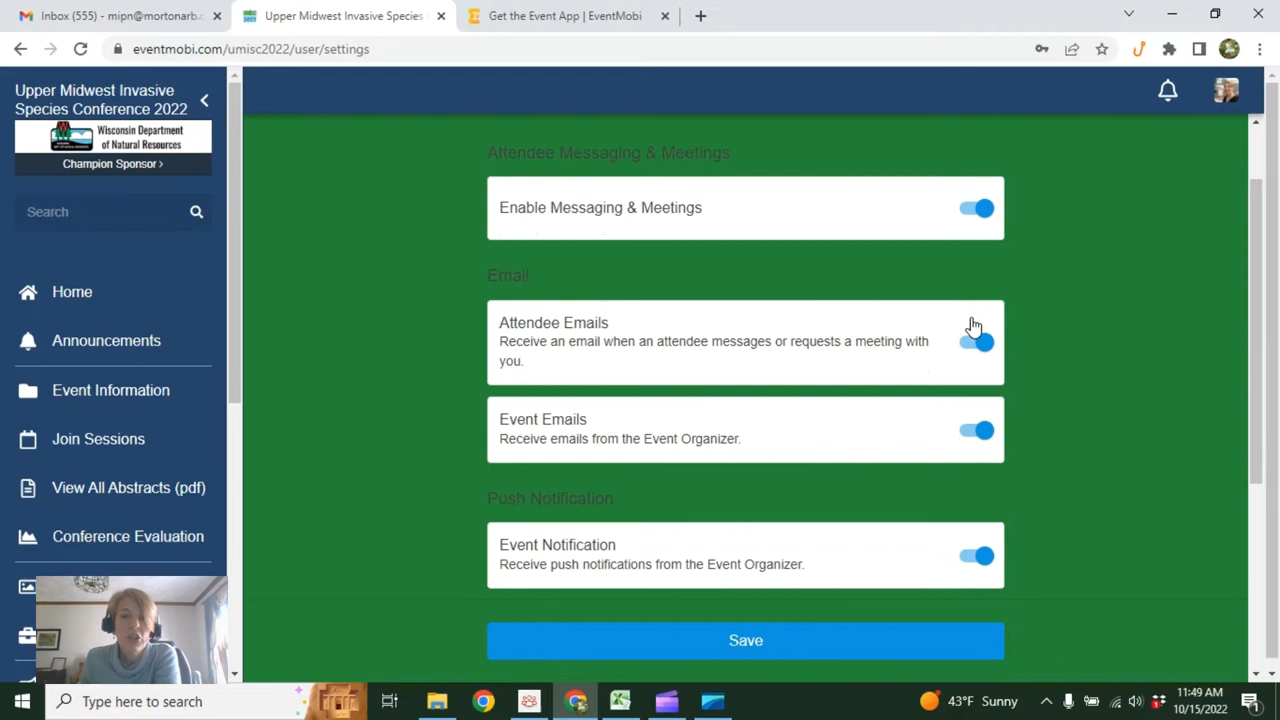 Inbox (555) - mipn@mortonarb.c
Upper Midwest Invasive Species
Get the Event App | EventMobi
eventmobi.com/umisc2022/user/settings
Upper Midwest Invasive
Species Conference 2022
Wisconsin Department
of Natural Resources
Champion Sponsor
Search
Home
Announcements
Event Information
Join Sessions
View All Abstracts (pdf)
Conference Evaluation
Attendee Messaging & Meetings
Enable Messaging & Meetings
Email
Attendee Emails
Receive an email when an attendee messages or requests a meeting with
you.
Event Emails
Receive emails from the Event Organizer.
Push Notification
Event Notification
Receive push notifications from the Event Organizer.
Save
Type here to search
43°F Sunny
11:49 AM
10/15/2022